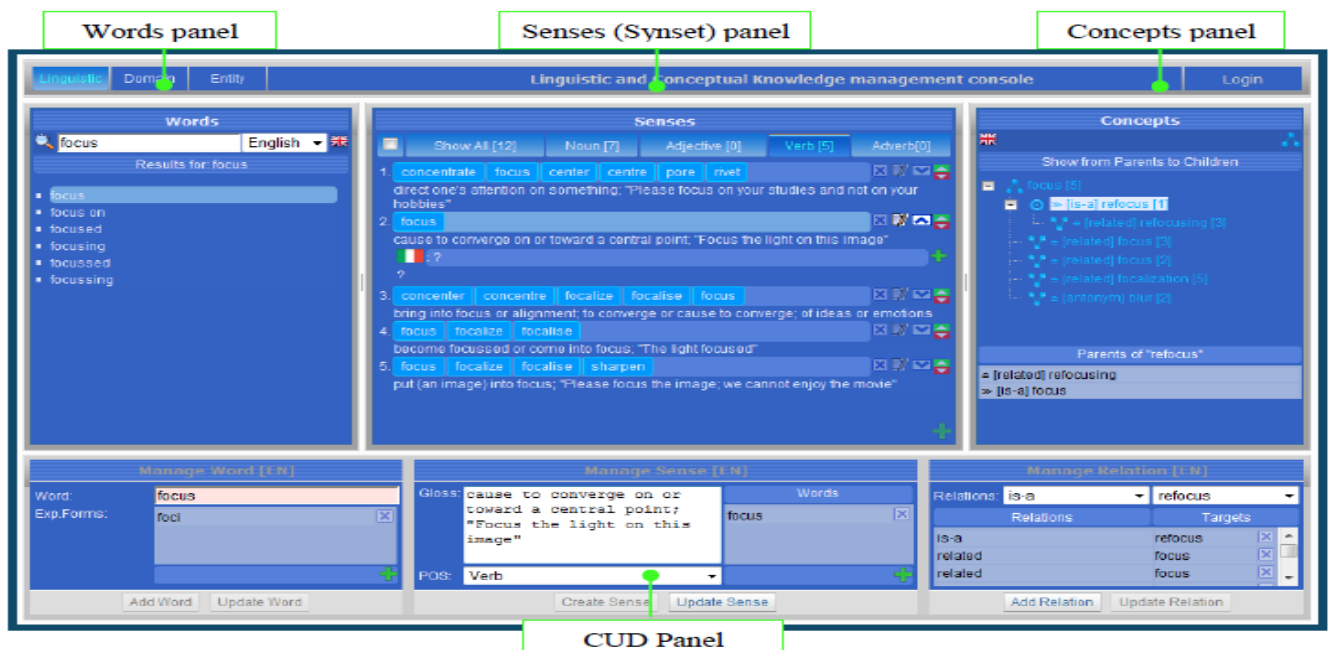 Words panel
Senses (Synset) panel
Concepts panel
Linguistic Domain Entity
Linguistic and Conceptual Knowledge management console
Login
Words
focus English
Results for: focus
focus
focus on
focused
focusing
focussed
focussing
Senses
Show All [12] Noun [7] Adjective [0] Verb [5] Adverb[0]
1. concentrate focus center centre pore rivet
direct one's attention on something; "Please focus on your studies and not on your
hobbies"
2. focus
cause to converge on or toward a central point; "Focus the light on this image"
: ?
?
3. concenter concentre focalize focalise focus
bring into focus or alignment; to converge or cause to converge; of ideas or emotions
4. focus focalize focalise
become focussed or come into focus; "The light focused"
5. focus focalize focalise sharpen
put (an image) into focus; "Please focus the image; we cannot enjoy the movie"
Concepts
Show from Parents to Children
focus [5]
» [is-a] refocus [1]
= [related] refocusing [3]
= [related] focus [3]
= [related] focus [2]
= [related] focalization [5]
= [antonym] blur [2]
Parents of "refocus"
= [related] refocusing
» [is-a] focus
Manage Word [EN]
Word: focus
Exp.Forms: foci
Add Word Update Word
Manage Sense [EN]
Gloss: cause to converge on or
toward a central point;
"Focus the light on this
image"
Words
focus
POS: Verb
Create Sense Update Sense
Manage Relation [EN]
Relations: is-a refocus
Relations Targets
is-a refocus
related focus
related focus
Add Relation Update Relation
CUD Panel